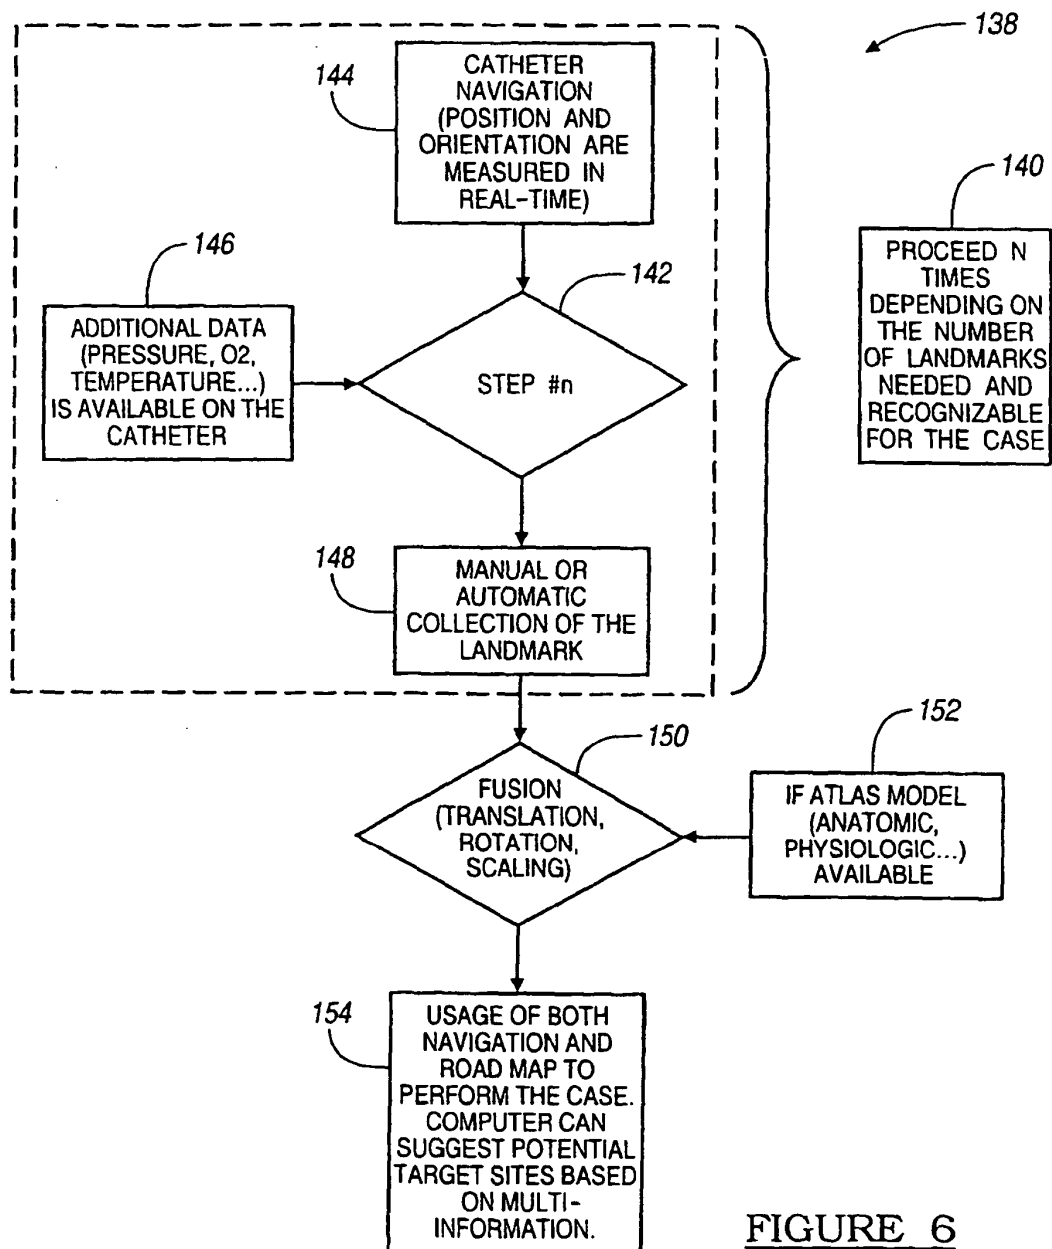 138
144
CATHETER
NAVIGATION
(POSITION AND
ORIENTATION ARE
MEASURED IN
REAL-TIME)
140
PROCEED N
TIMES
DEPENDING ON
THE NUMBER
OF LANDMARKS
NEEDED AND
RECOGNIZABLE
FOR THE CASE
146
ADDITIONAL DATA
(PRESSURE, O2,
TEMPERATURE...)
IS AVAILABLE ON THE
CATHETER
142
STEP #n
148
MANUAL OR
AUTOMATIC
COLLECTION OF THE
LANDMARK
150
FUSION
(TRANSLATION,
ROTATION,
SCALING)
152
IF ATLAS MODEL
(ANATOMIC,
PHYSIOLOGIC...)
AVAILABLE
154
USAGE OF BOTH
NAVIGATION AND
ROAD MAP TO
PERFORM THE CASE.
COMPUTER CAN
SUGGEST POTENTIAL
TARGET SITES BASED
ON MULTI-
INFORMATION.
FIGURE 6